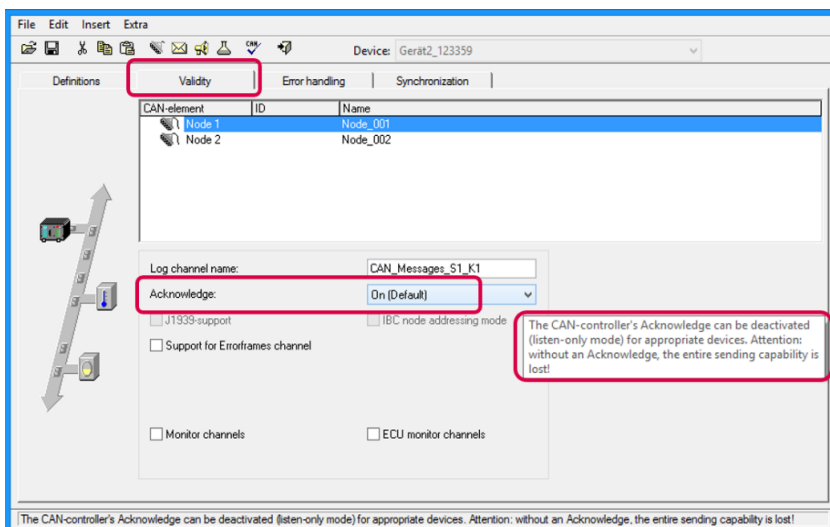 File Edit Insert Extra
CAN
Device: Gerät2_123359
Definitions Validity Error handling Synchronization
CAN-element ID Name
Node 1 Node_001
Node 2 Node_002
Log channel name: CAN_Messages_S1_K1
Acknowledge: On (Default)
J1939-support IBC node addressing mode
Support for Errorframes channel
The CAN-controller's Acknowledge can be deactivated
(listen-only mode) for appropriate devices. Attention:
without an Acknowledge, the entire sending capability is
lost!
Monitor channels ECU monitor channels
The CAN-controller's Acknowledge can be deactivated (listen-only mode) for appropriate devices. Attention: without an Acknowledge, the entire sending capability is lost!